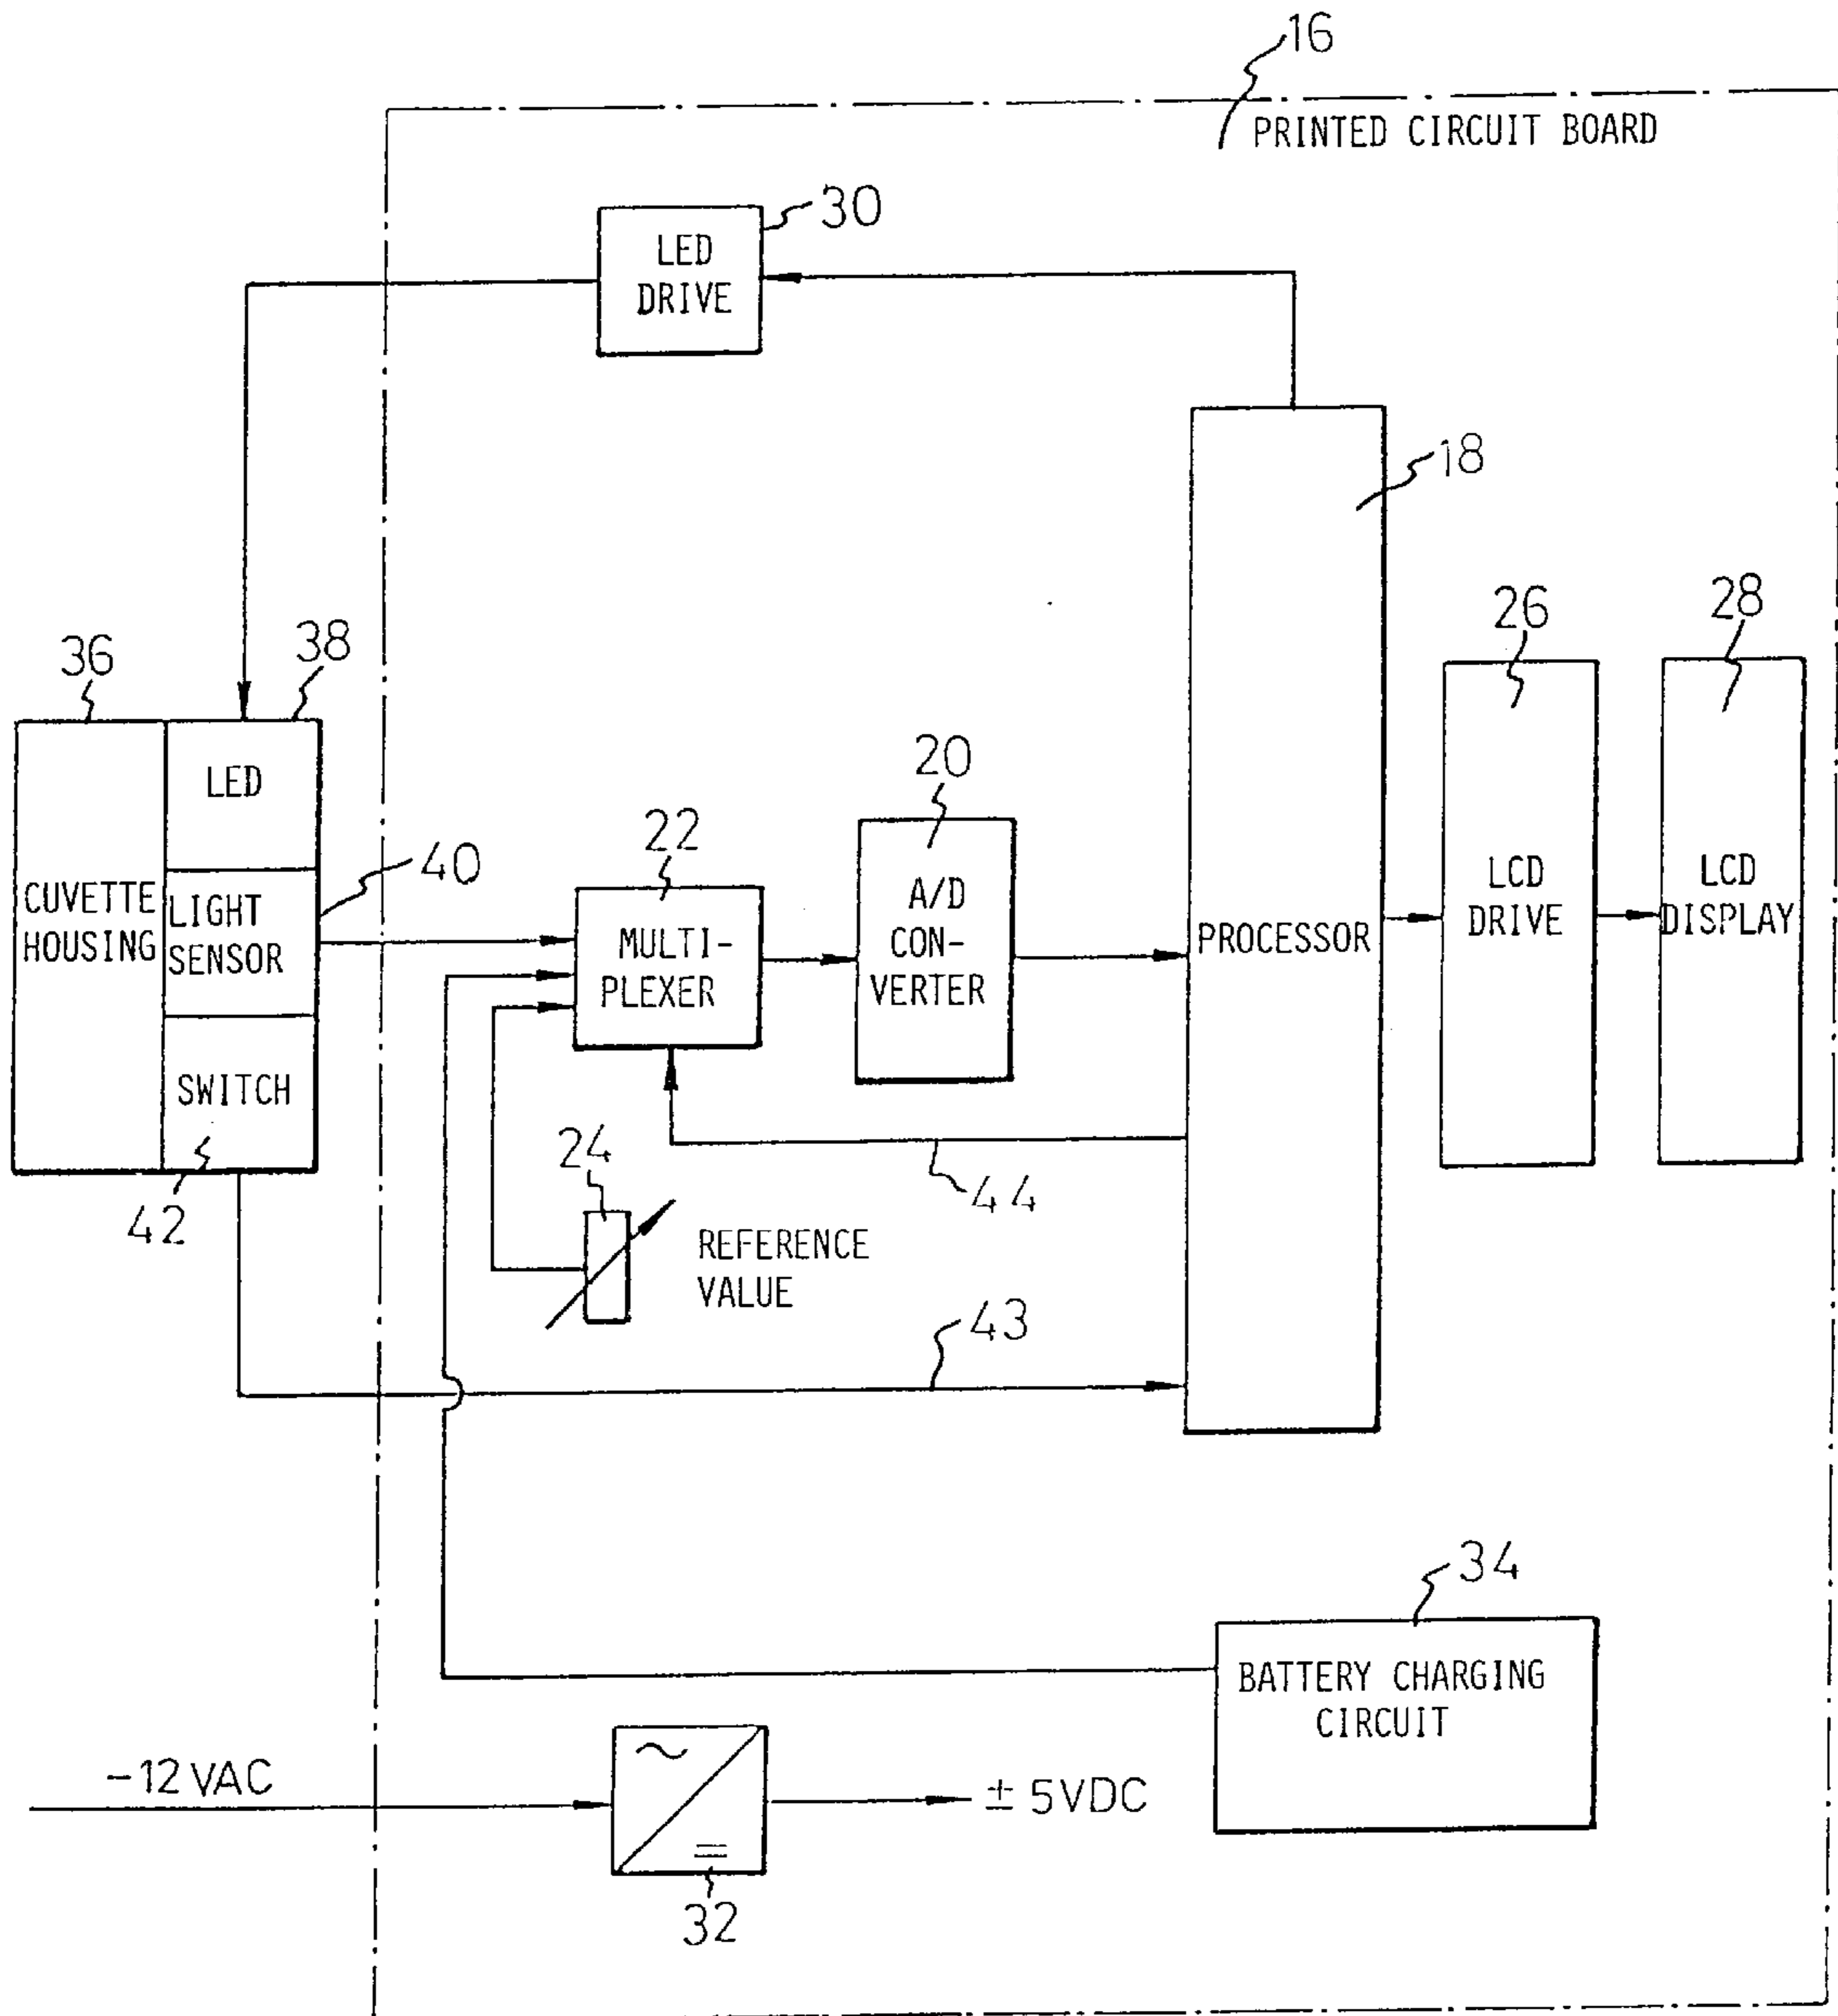 16
PRINTED CIRCUIT BOARD
30
LED
DRIVE
18
26
28
36
38
LED
20
22
40
CUVETTE
HOUSING
LIGHT
SENSOR
MULTI-
PLEXER
A/D
CON-
VERTER
PROCESSOR
LCD
DRIVE
LCD
DISPLAY
SWITCH
42
24
44
REFERENCE
VALUE
43
34
BATTERY CHARGING
CIRCUIT
-12 VAC
± 5VDC
32